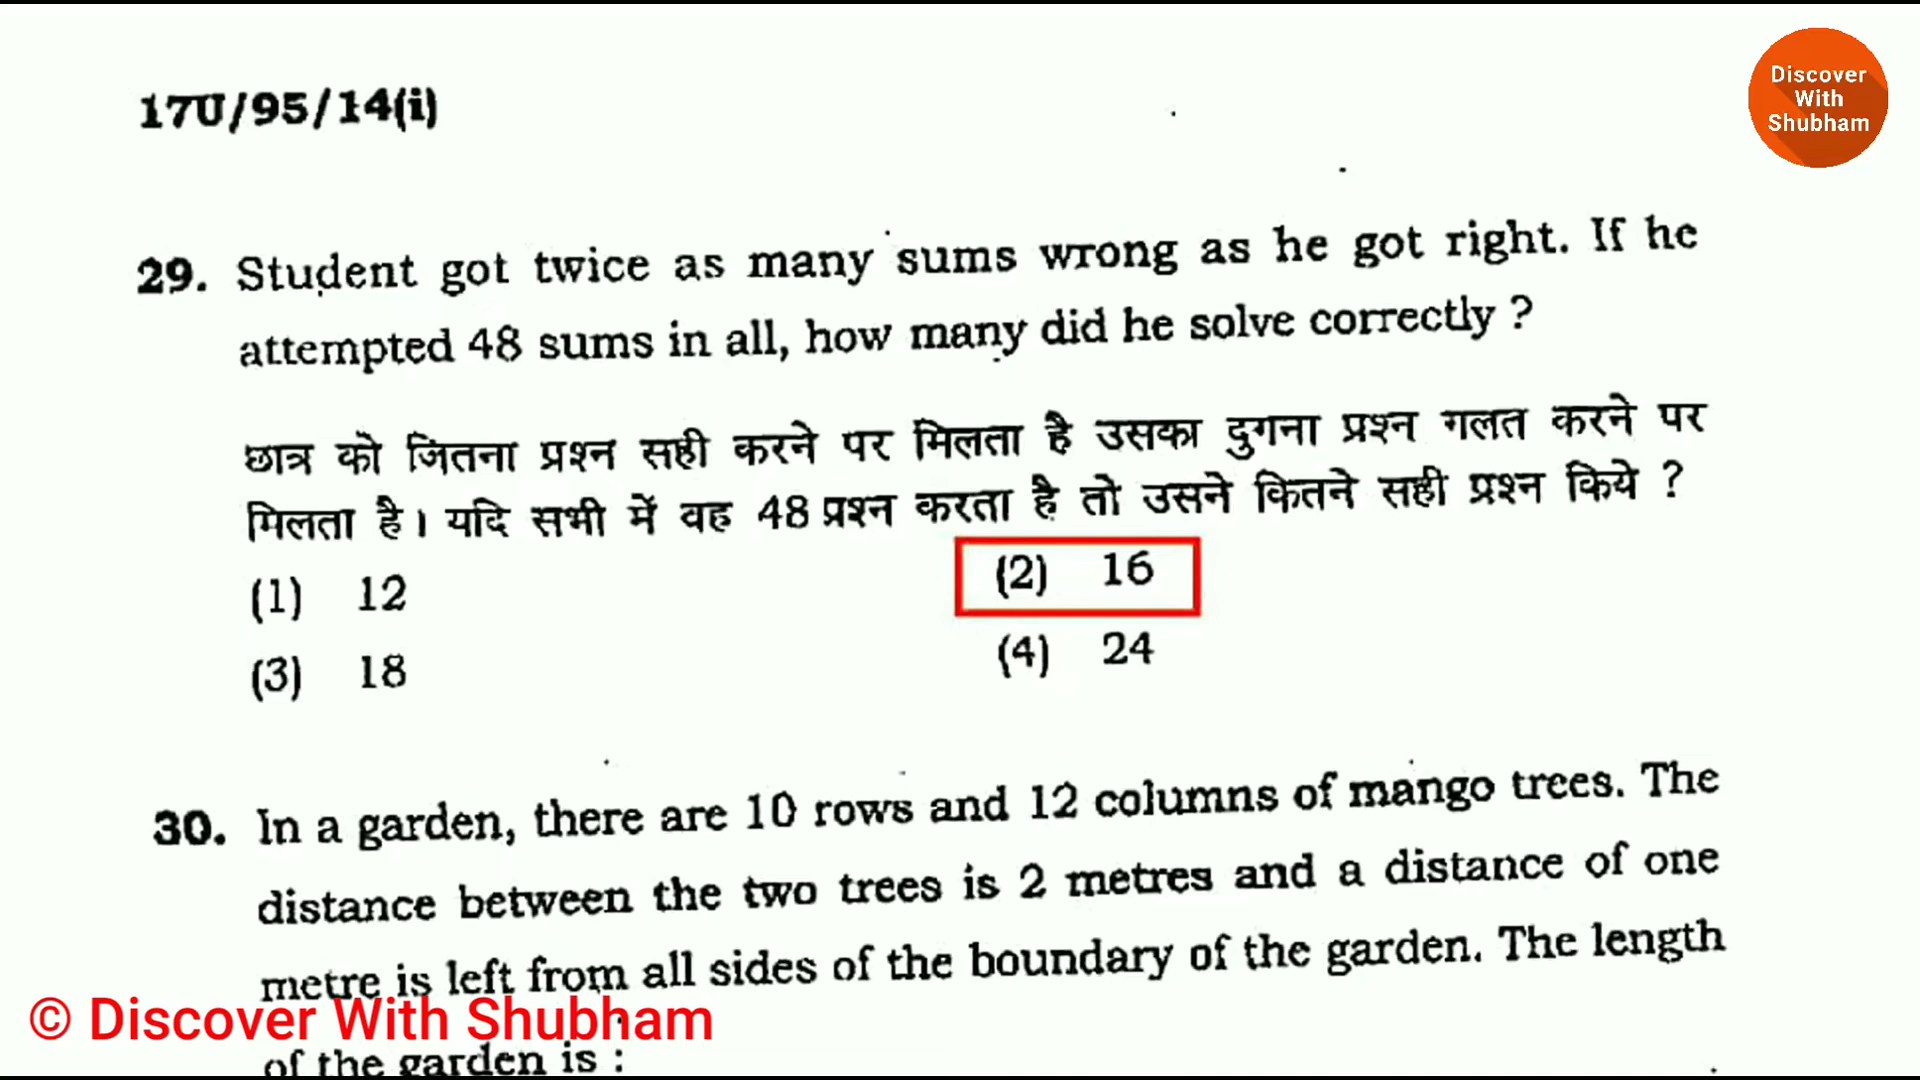 17U/95/14(i)
Discover
With
Shubham
29. Student got twice as many sums wrong as he got right. If he
attempted 48 sums in all, how many did he solve correctly ?
छात्र को जितना प्रश्न सही करने पर मिलता है उसका दुगना प्रश्न गलत करने पर
मिलता है। यदि सभी में वह 48 प्रश्न करता है तो उसने कितने सही प्रश्न किये ?
(1) 12 (2) 16
(3) 18 (4) 24
30. In a garden, there are 10 rows and 12 columns of mango trees. The
distance between the two trees is 2 metres and a distance of one
metre is left from all sides of the boundary of the garden. The length
© Discover With Shubham
of the garden is :